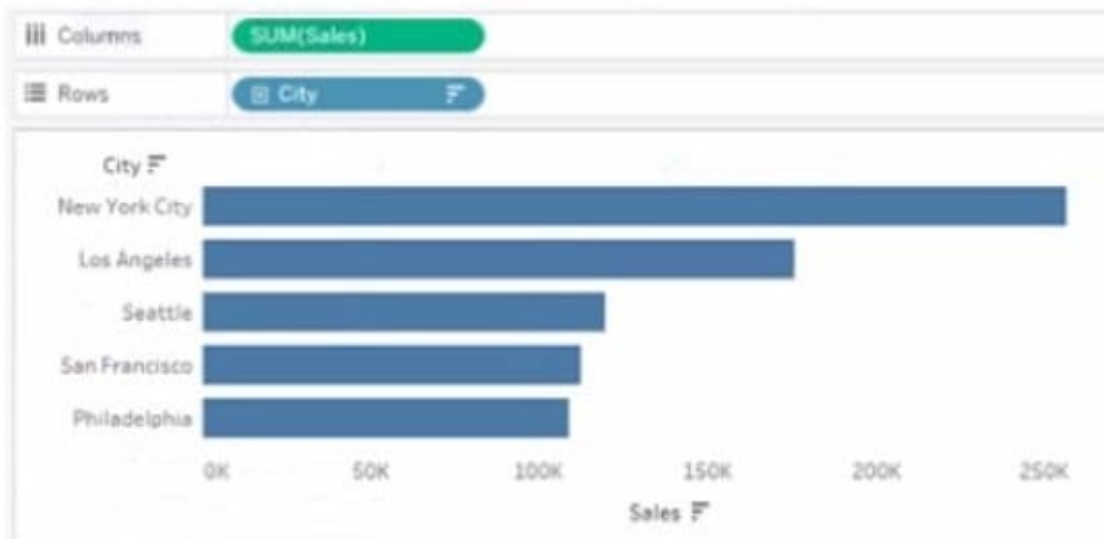 Columns SUM(Sales)
Rows City
City
New York City
Los Angeles
Seattle
San Francisco
Philadelphia
0K 50K 100K 150K 200K 250K
Sales